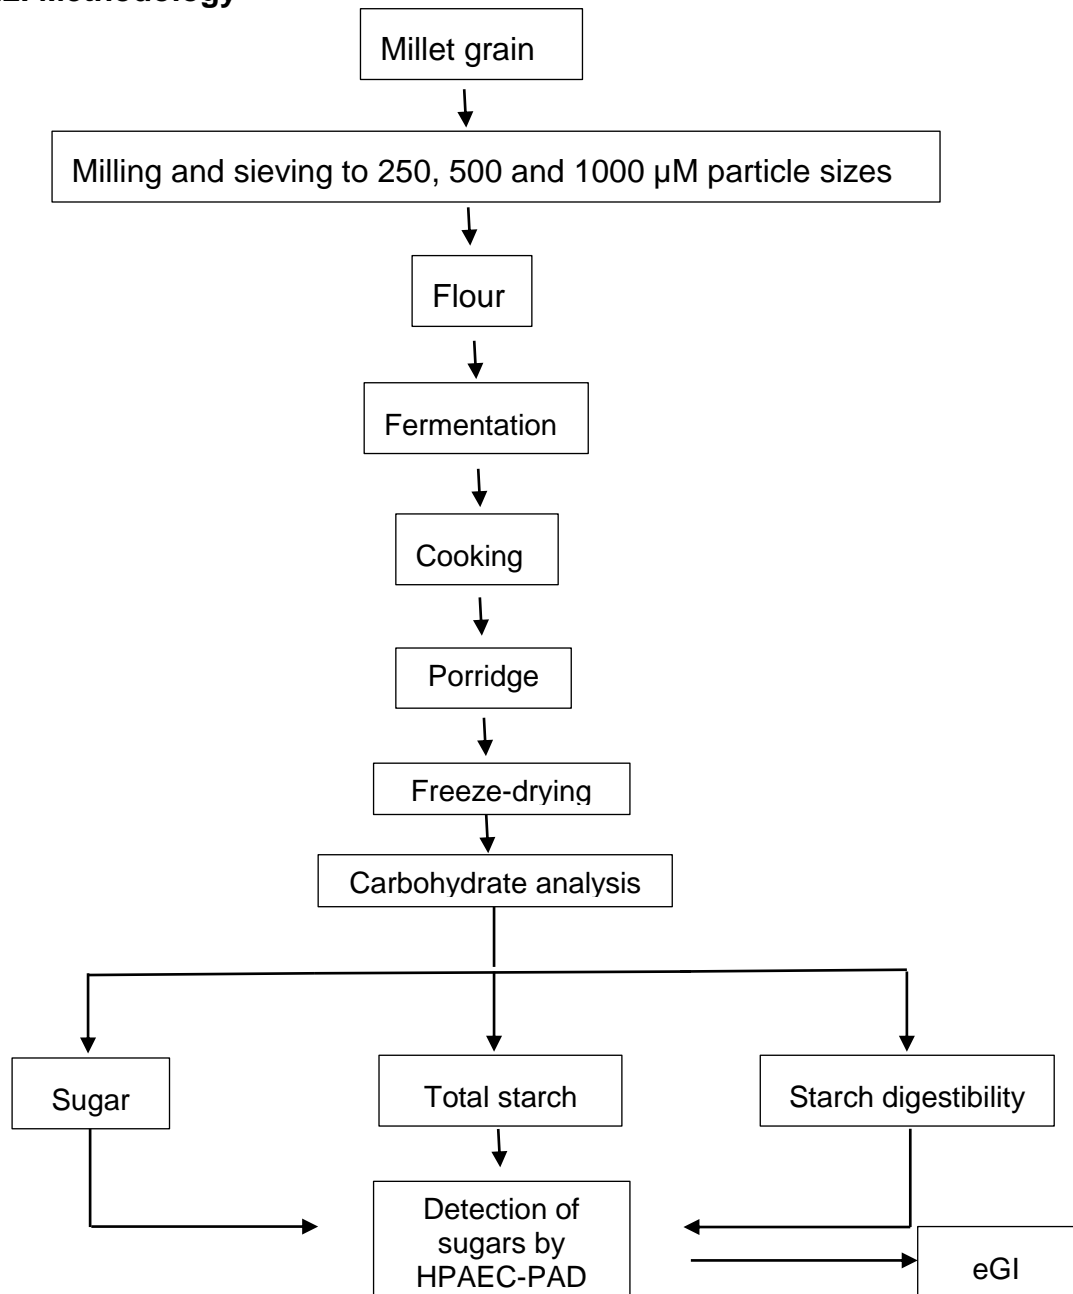 Methodology
Millet grain
Milling and sieving to 250, 500 and 1000 µM particle sizes
Flour
Fermentation
Cooking
Porridge
Freeze-drying
Carbohydrate analysis
Sugar
Total starch
Starch digestibility
Detection of
sugars by
HPAEC-PAD
eGI